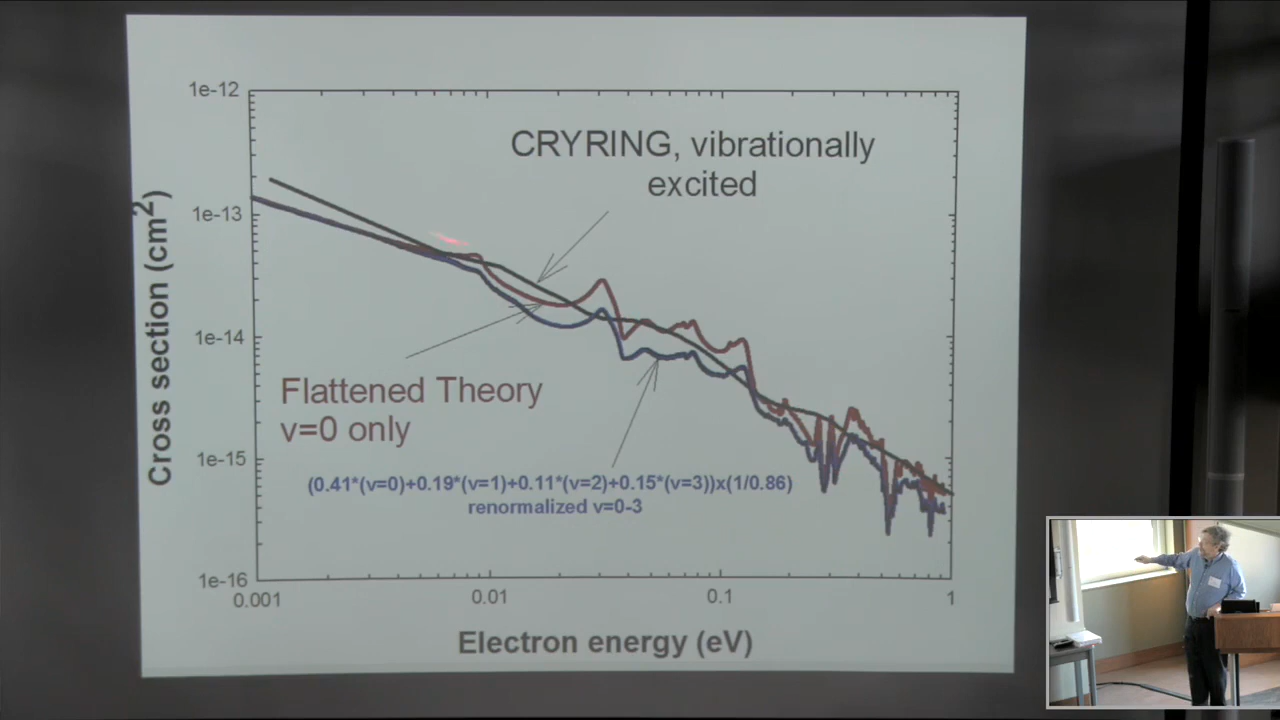 1e-12
CRYRING, vibrationally
excited
1e-13
Cross section (cm2)
1e-14
Flattened Theory
v=0 only
1e-15
(0.41*(v=0)+0.19*(v=1)+0.11*(v=2)+0.15*(v=3))x(1/0.86)
renormalized v=0-3
1e-16
0.001 0.01 0.1 1
Electron energy (eV)